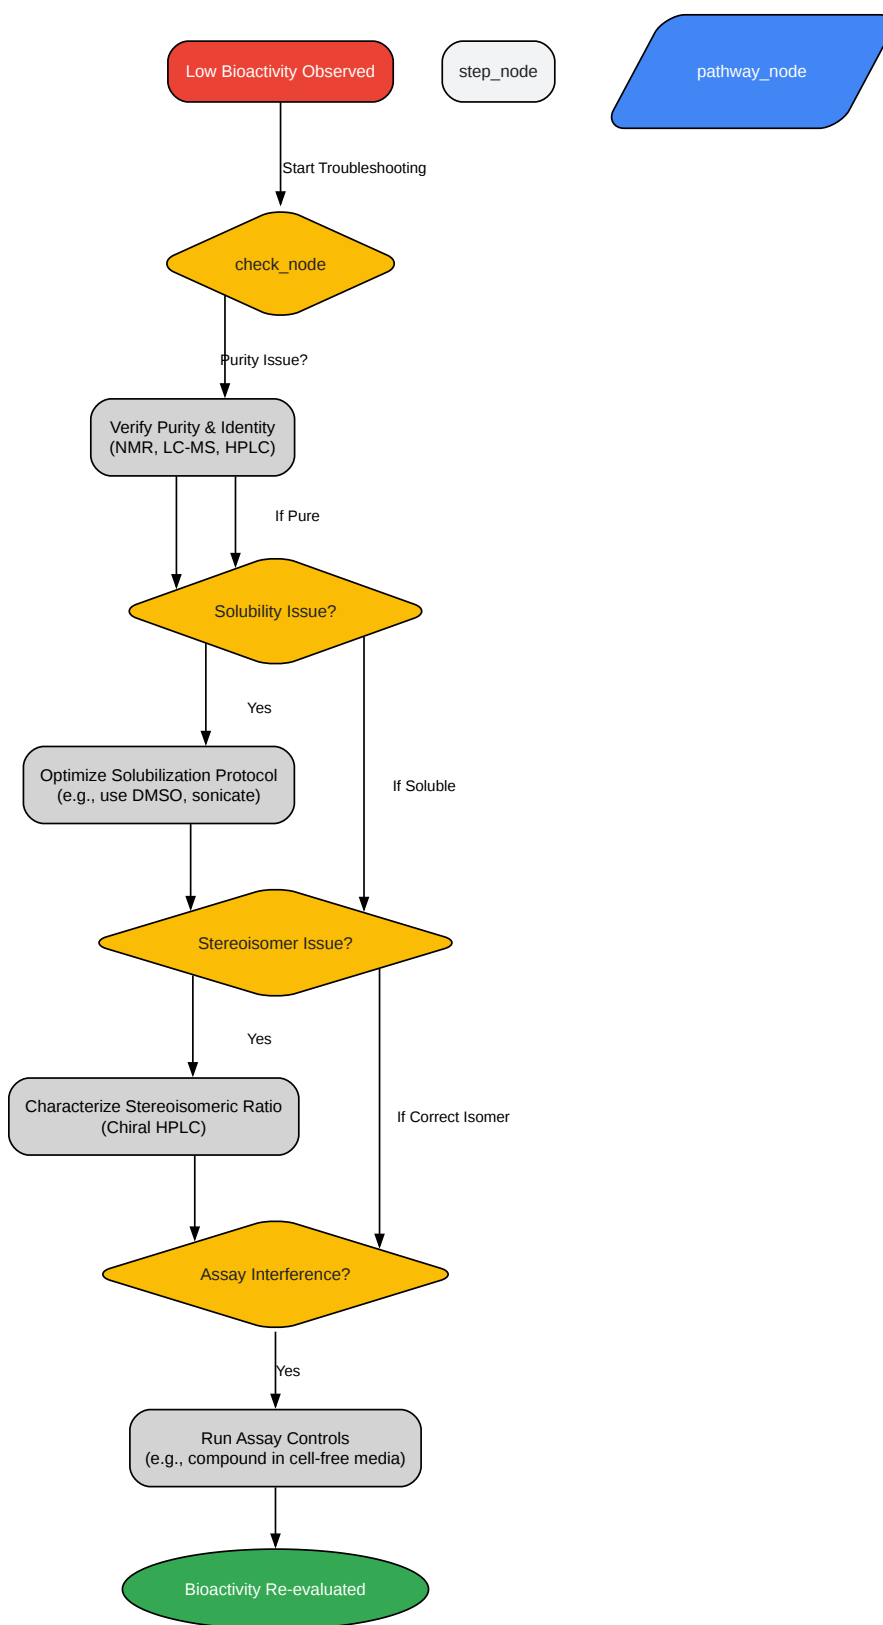 Low Bioactivity Observed
step_node
pathway_node
Start Troubleshooting
check_node
Purity Issue?
Verify Purity & Identity
(NMR, LC-MS, HPLC)
If Pure
Solubility Issue?
Yes
Optimize Solubilization Protocol
(e.g., use DMSO, sonicate)
If Soluble
Stereoisomer Issue?
Yes
Characterize Stereoisomeric Ratio
(Chiral HPLC)
If Correct Isomer
Assay Interference?
Yes
Run Assay Controls
(e.g., compound in cell-free media)
Bioactivity Re-evaluated